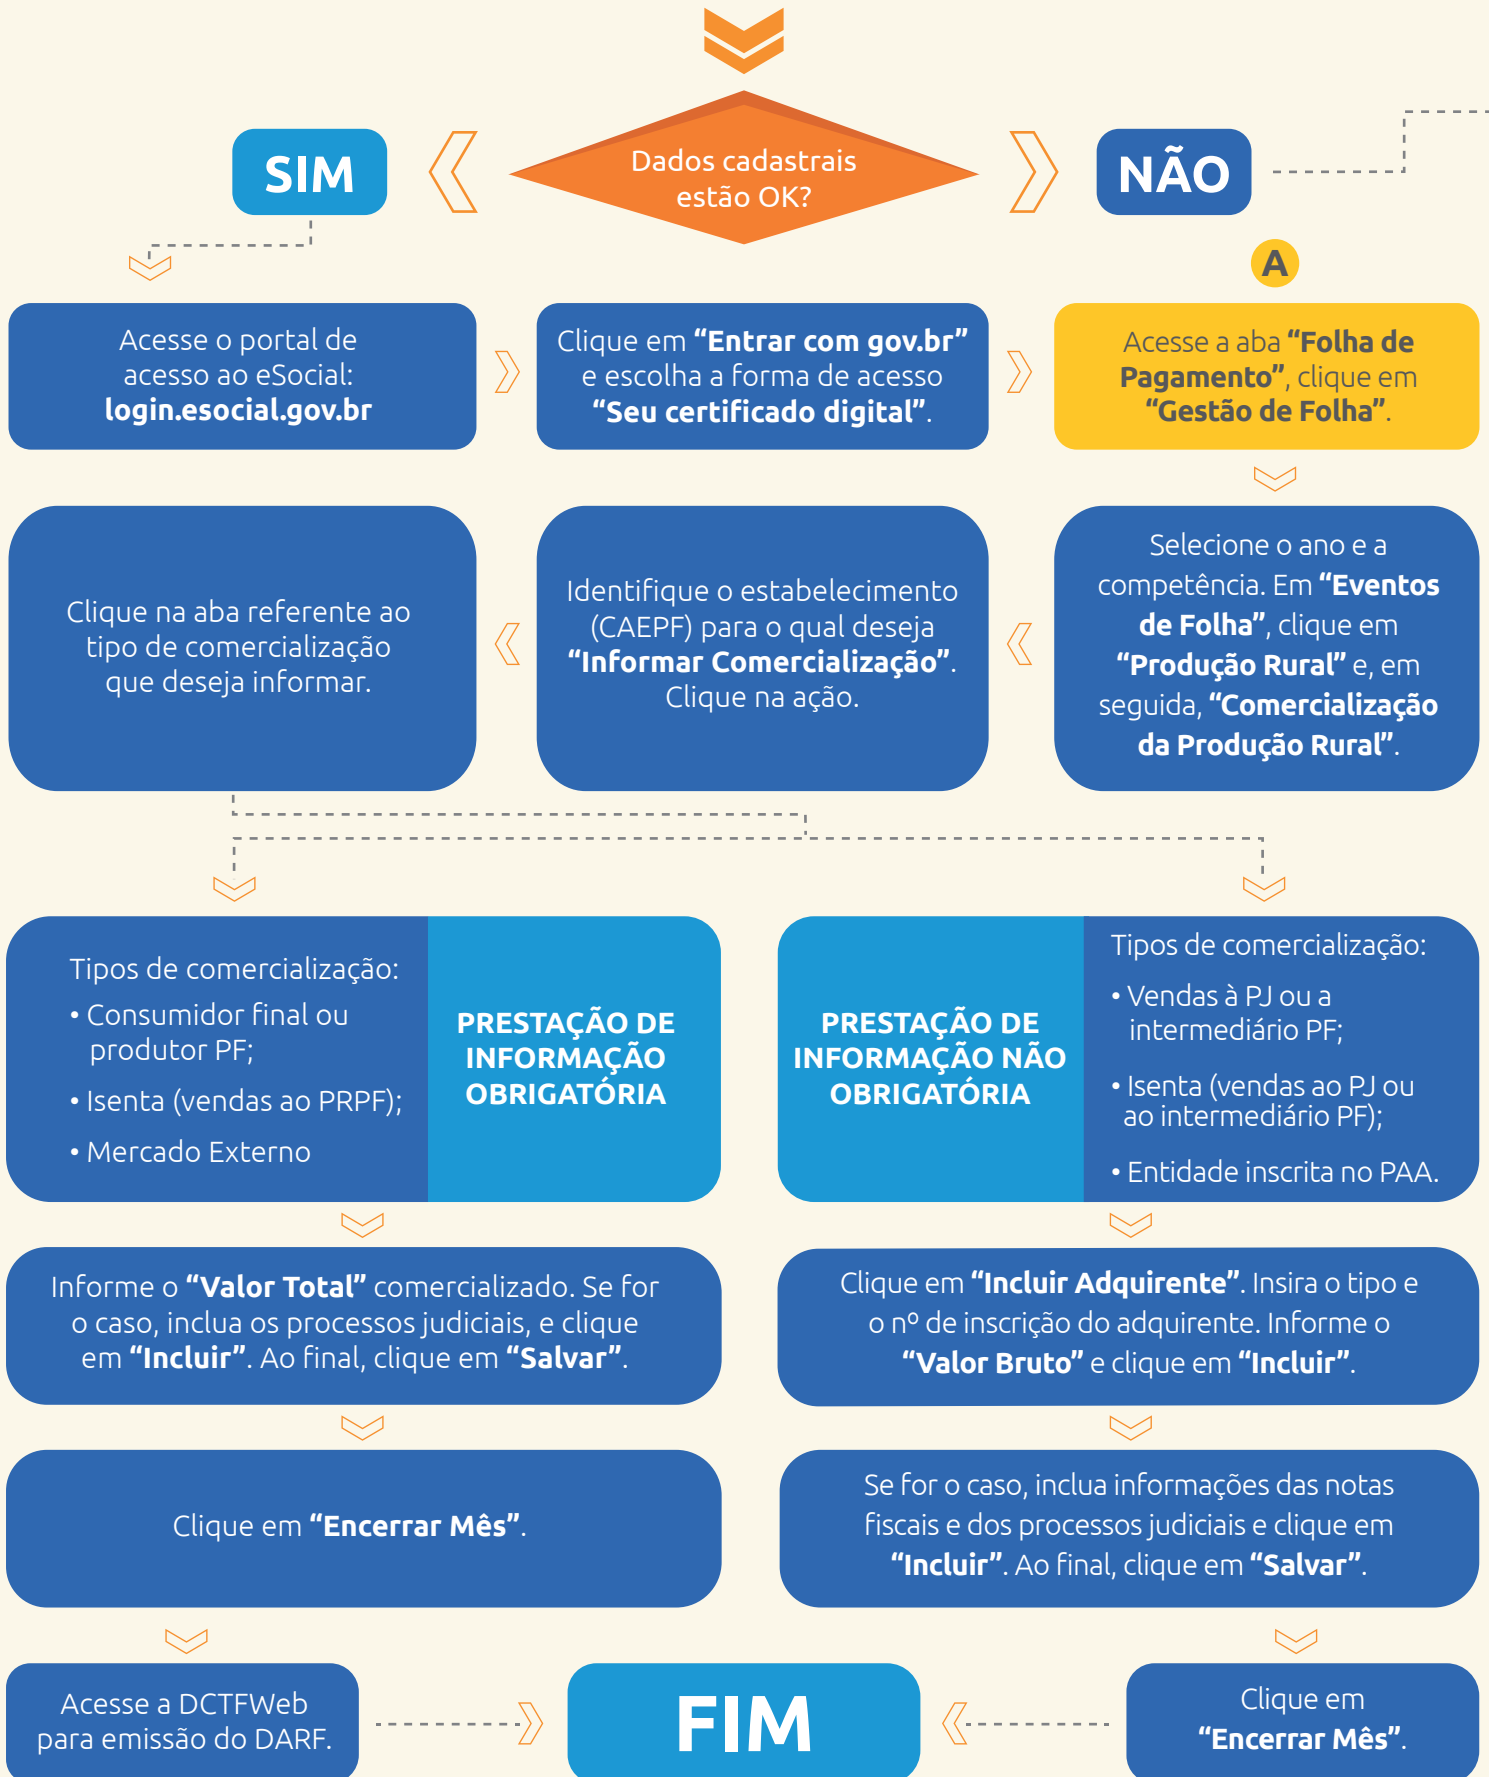 Dados cadastrais
estão OK?
SIM
NÃO
Acesse o portal de
acesso ao eSocial:
login.esocial.gov.br
Clique em “Entrar com gov.br”
e escolha a forma de acesso
“Seu certificado digital”.
A
Acesse a aba “Folha de
Pagamento”, clique em
“Gestão de Folha”.
Selecione o ano e a
competência. Em “Eventos
de Folha”, clique em
“Produção Rural” e, em
seguida, “Comercialização
da Produção Rural”.
Identifique o estabelecimento
(CAEPF) para o qual deseja
“Informar Comercialização”.
Clique na ação.
Clique na aba referente ao
tipo de comercialização
que deseja informar.
Tipos de comercialização:
• Consumidor final ou
produtor PF;
• Isenta (vendas ao PRPF);
• Mercado Externo
PRESTAÇÃO DE
INFORMAÇÃO
OBRIGATÓRIA
PRESTAÇÃO DE
INFORMAÇÃO NÃO
OBRIGATÓRIA
Tipos de comercialização:
• Vendas à PJ ou a
intermediário PF;
• Isenta (vendas ao PJ ou
ao intermediário PF);
• Entidade inscrita no PAA.
Informe o “Valor Total” comercializado. Se for
o caso, inclua os processos judiciais, e clique
em “Incluir”. Ao final, clique em “Salvar”.
Clique em “Incluir Adquirente”. Insira o tipo e
o nº de inscrição do adquirente. Informe o
“Valor Bruto” e clique em “Incluir”.
Clique em “Encerrar Mês”.
Se for o caso, inclua informações das notas
fiscais e dos processos judiciais e clique em
“Incluir”. Ao final, clique em “Salvar”.
Acesse a DCTFWeb
para emissão do DARF.
FIM
Clique em
“Encerrar Mês”.